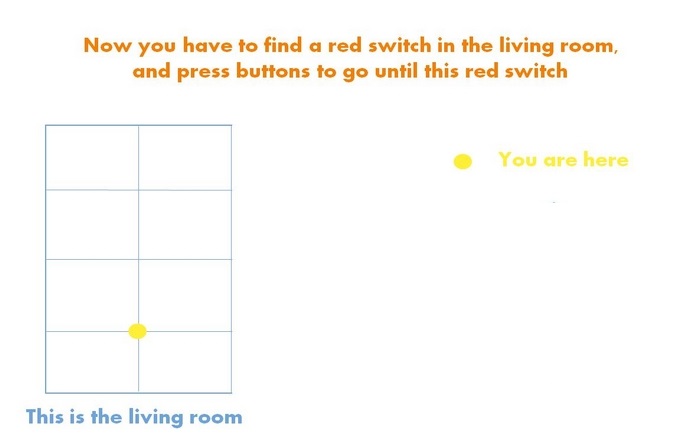 Now you have to find a red switch in the living room,
and press buttons to go until this red switch
You are here
This is the living room